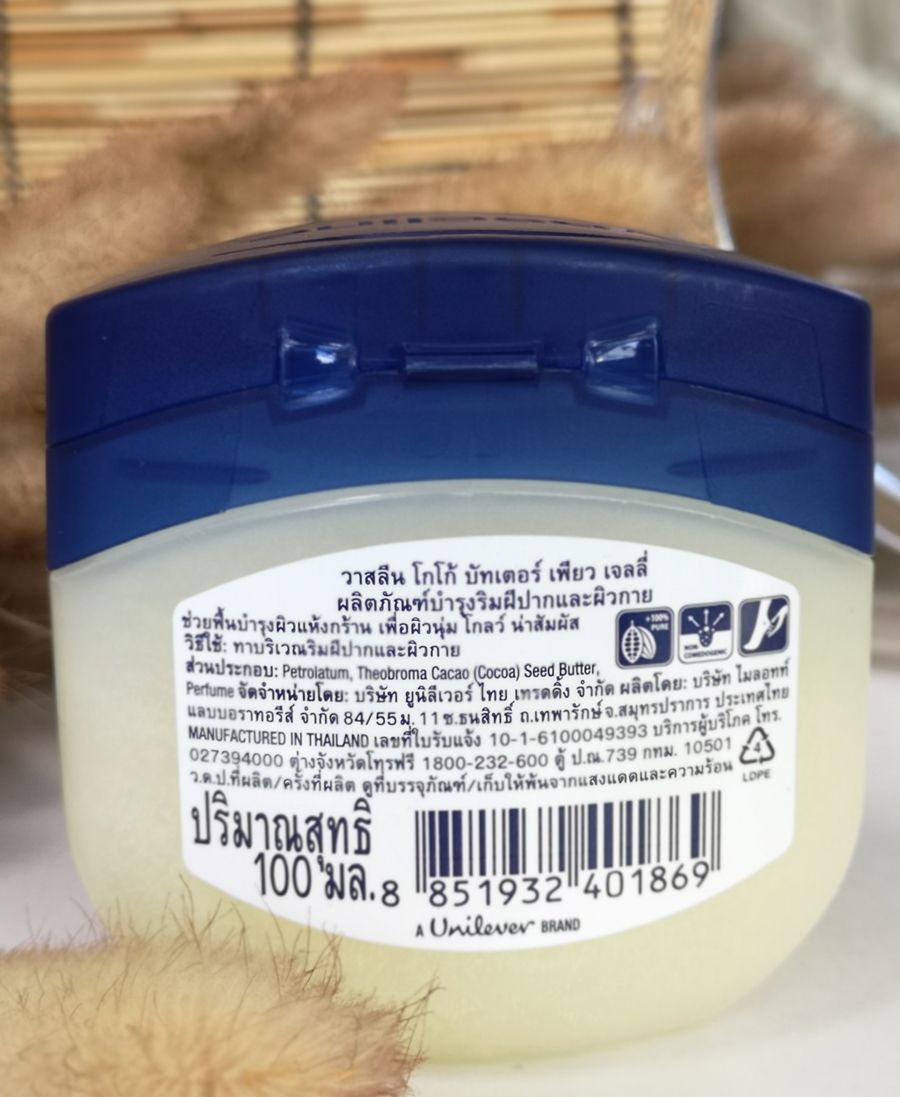 วาสลีน โกโก้ บัทเตอร์ เพียว เจลลี่
ผลิตภัณฑ์บำรุงริมฝีปากและผิวกาย
ช่วยฟื้นบำรุงผิวแห้งกร้าน เพื่อผิวนุ่ม โกลว์ น่าสัมผัส
+100% PURE
NON-COMEDOGENIC
วิธีใช้: ทาบริเวณริมฝีปากและผิวกาย
ส่วนประกอบ: Petrolatum, Theobroma Cacao (Cocoa) Seed Butter,
Perfume จัดจำหน่ายโดย: บริษัท ยูนิลีเวอร์ ไทย เทรดดิ้ง จำกัด ผลิตโดย: บริษัท ไมลอทท์
แลบบอราทอรีส์ จำกัด 84/55 ม. 11 ซ.ธนสิทธิ์ ถ.เทพารักษ์ จ.สมุทรปราการ ประเทศไทย
MANUFACTURED IN THAILAND เลขที่ใบรับแจ้ง 10-1-6100049393 บริการผู้บริโภค โทร.
027394000 ต่างจังหวัดโทรฟรี 1800-232-600 ตู้ ป.ณ.739 กทม. 10501
ว.ด.ป.ที่ผลิต/ครั้งที่ผลิต ดูที่บรรจุภัณฑ์/เก็บให้พ้นจากแสงแดดและความร้อน
4
LDPE
ปริมาณสุทธิ
100 มล.
8 851932 401869
A Unilever BRAND